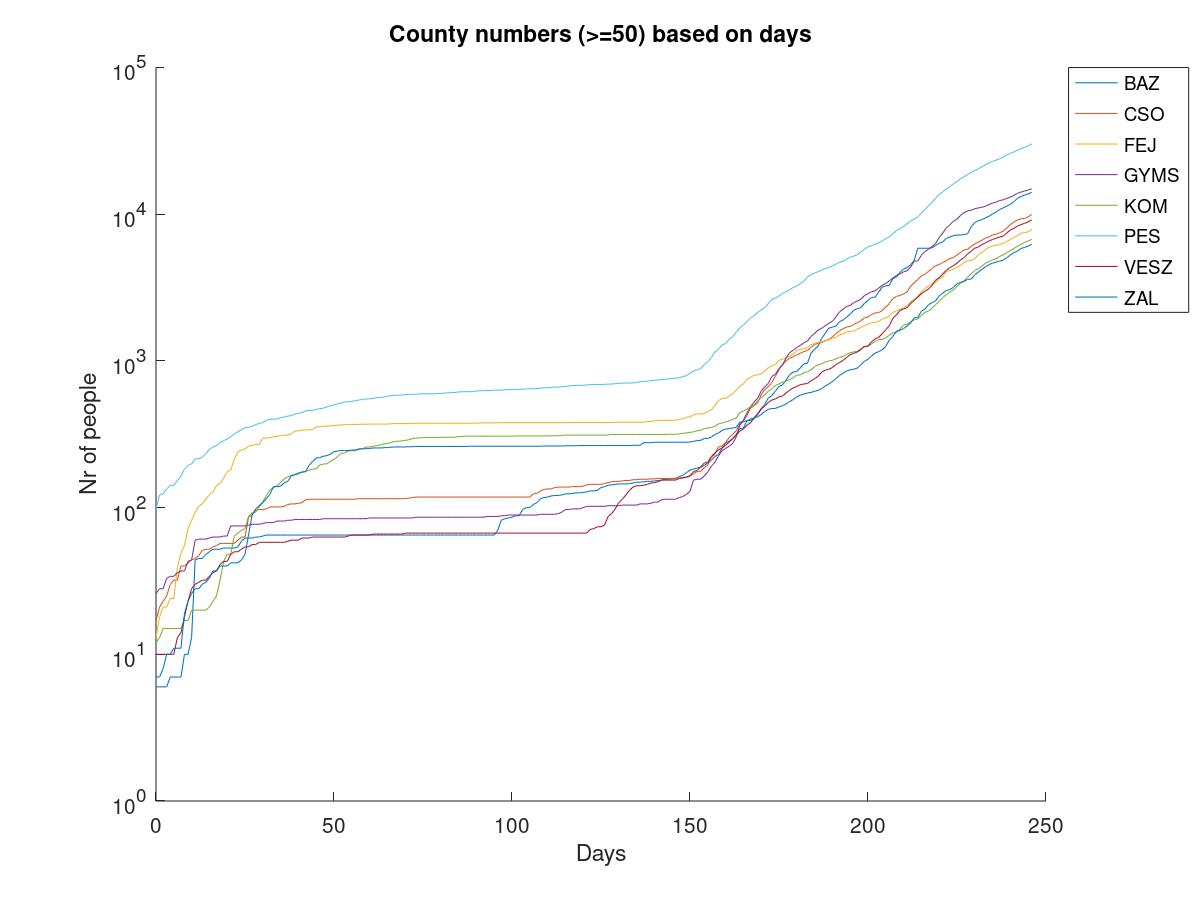 County numbers (>=50) based on days
10^5
10^4
10^3
10^2
10^1
10^0
Nr of people
0 50 100 150 200 250
Days
BAZ
CSO
FEJ
GYMS
KOM
PES
VESZ
ZAL